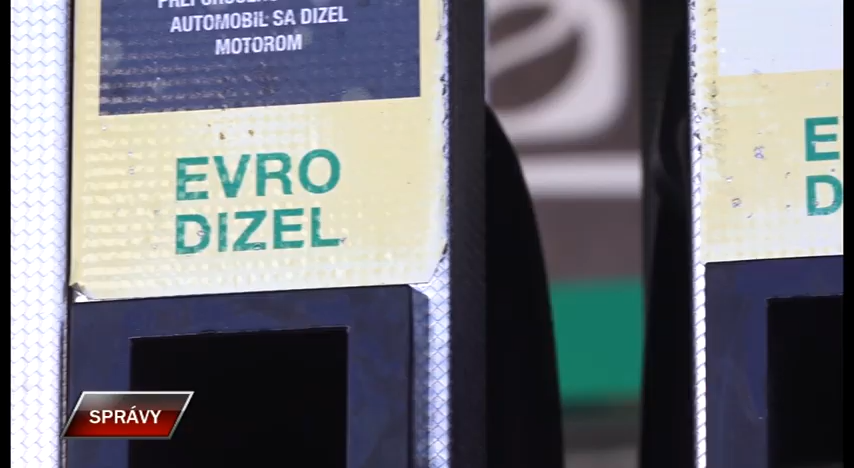 AUTOMOBIL SA DIZEL
MOTOROM
EVRO
DIZEL
E
D
SPRÁVY